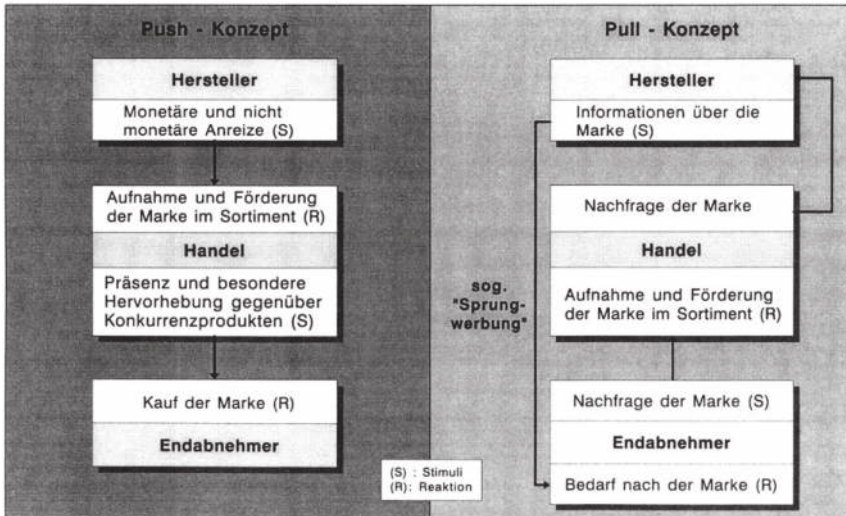 Push - Konzept
Hersteller
Monetäre und nicht
monetäre Anreize (S)
Aufnahme und Förderung
der Marke im Sortiment (R)
Handel
Präsenz und besondere
Hervorhebung gegenüber
Konkurrenzprodukten (S)
Kauf der Marke (R)
Endabnehmer
Pull - Konzept
Hersteller
Informationen über die
Marke (S)
Nachfrage der Marke
Handel
Aufnahme und Förderung
der Marke im Sortiment (R)
sog.
"Sprung-
werbung"
Nachfrage der Marke (S)
Endabnehmer
Bedarf nach der Marke (R)
(S) : Stimuli
(R): Reaktion